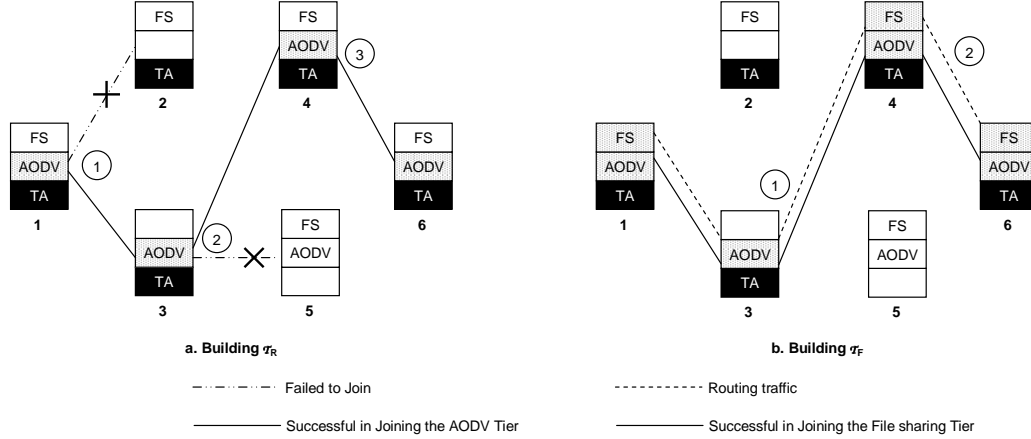 FS
TA
2
FS
AODV
TA
4
3
FS
AODV
TA
1
1
FS
AODV
TA
6
AODV
TA
3
2
FS
AODV
5
a. Building 𝒯R
Failed to Join
Successful in Joining the AODV Tier
FS
TA
2
FS
AODV
TA
4
2
FS
AODV
TA
1
FS
AODV
TA
6
1
AODV
TA
3
FS
AODV
5
b. Building 𝒯F
Routing traffic
Successful in Joining the File sharing Tier